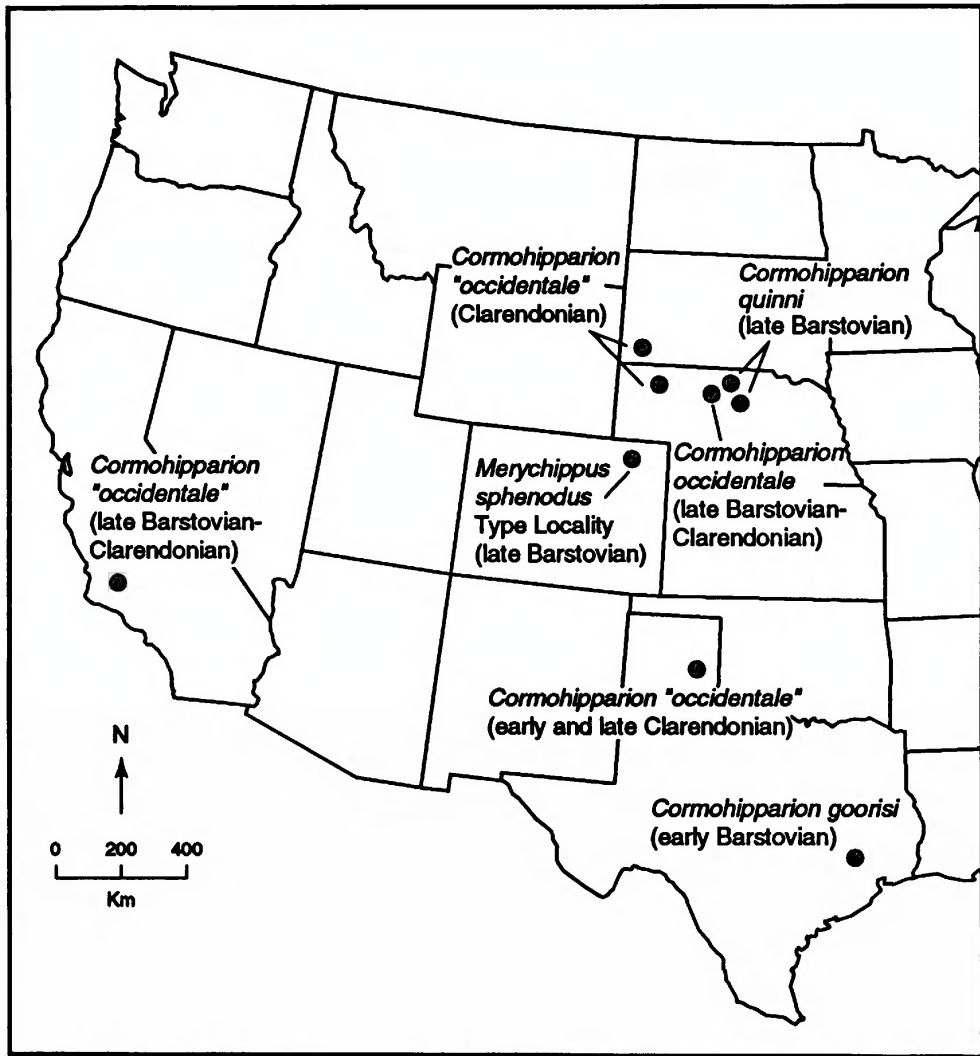 Cormohipparion
"occidentale"
(Clarendonian)
Cormohipparion
quinni
(late Barstovian)
Cormohipparion
"occidentale"
(late Barstovian-
Clarendonian)
Merychippus
sphenodus
Type Locality
(late Barstovian)
Cormohipparion
occidentale
(late Barstovian-
Clarendonian)
Cormohipparion "occidentale"
(early and late Clarendonian)
Cormohipparion goorisi
(early Barstovian)
N
0 200 400
Km